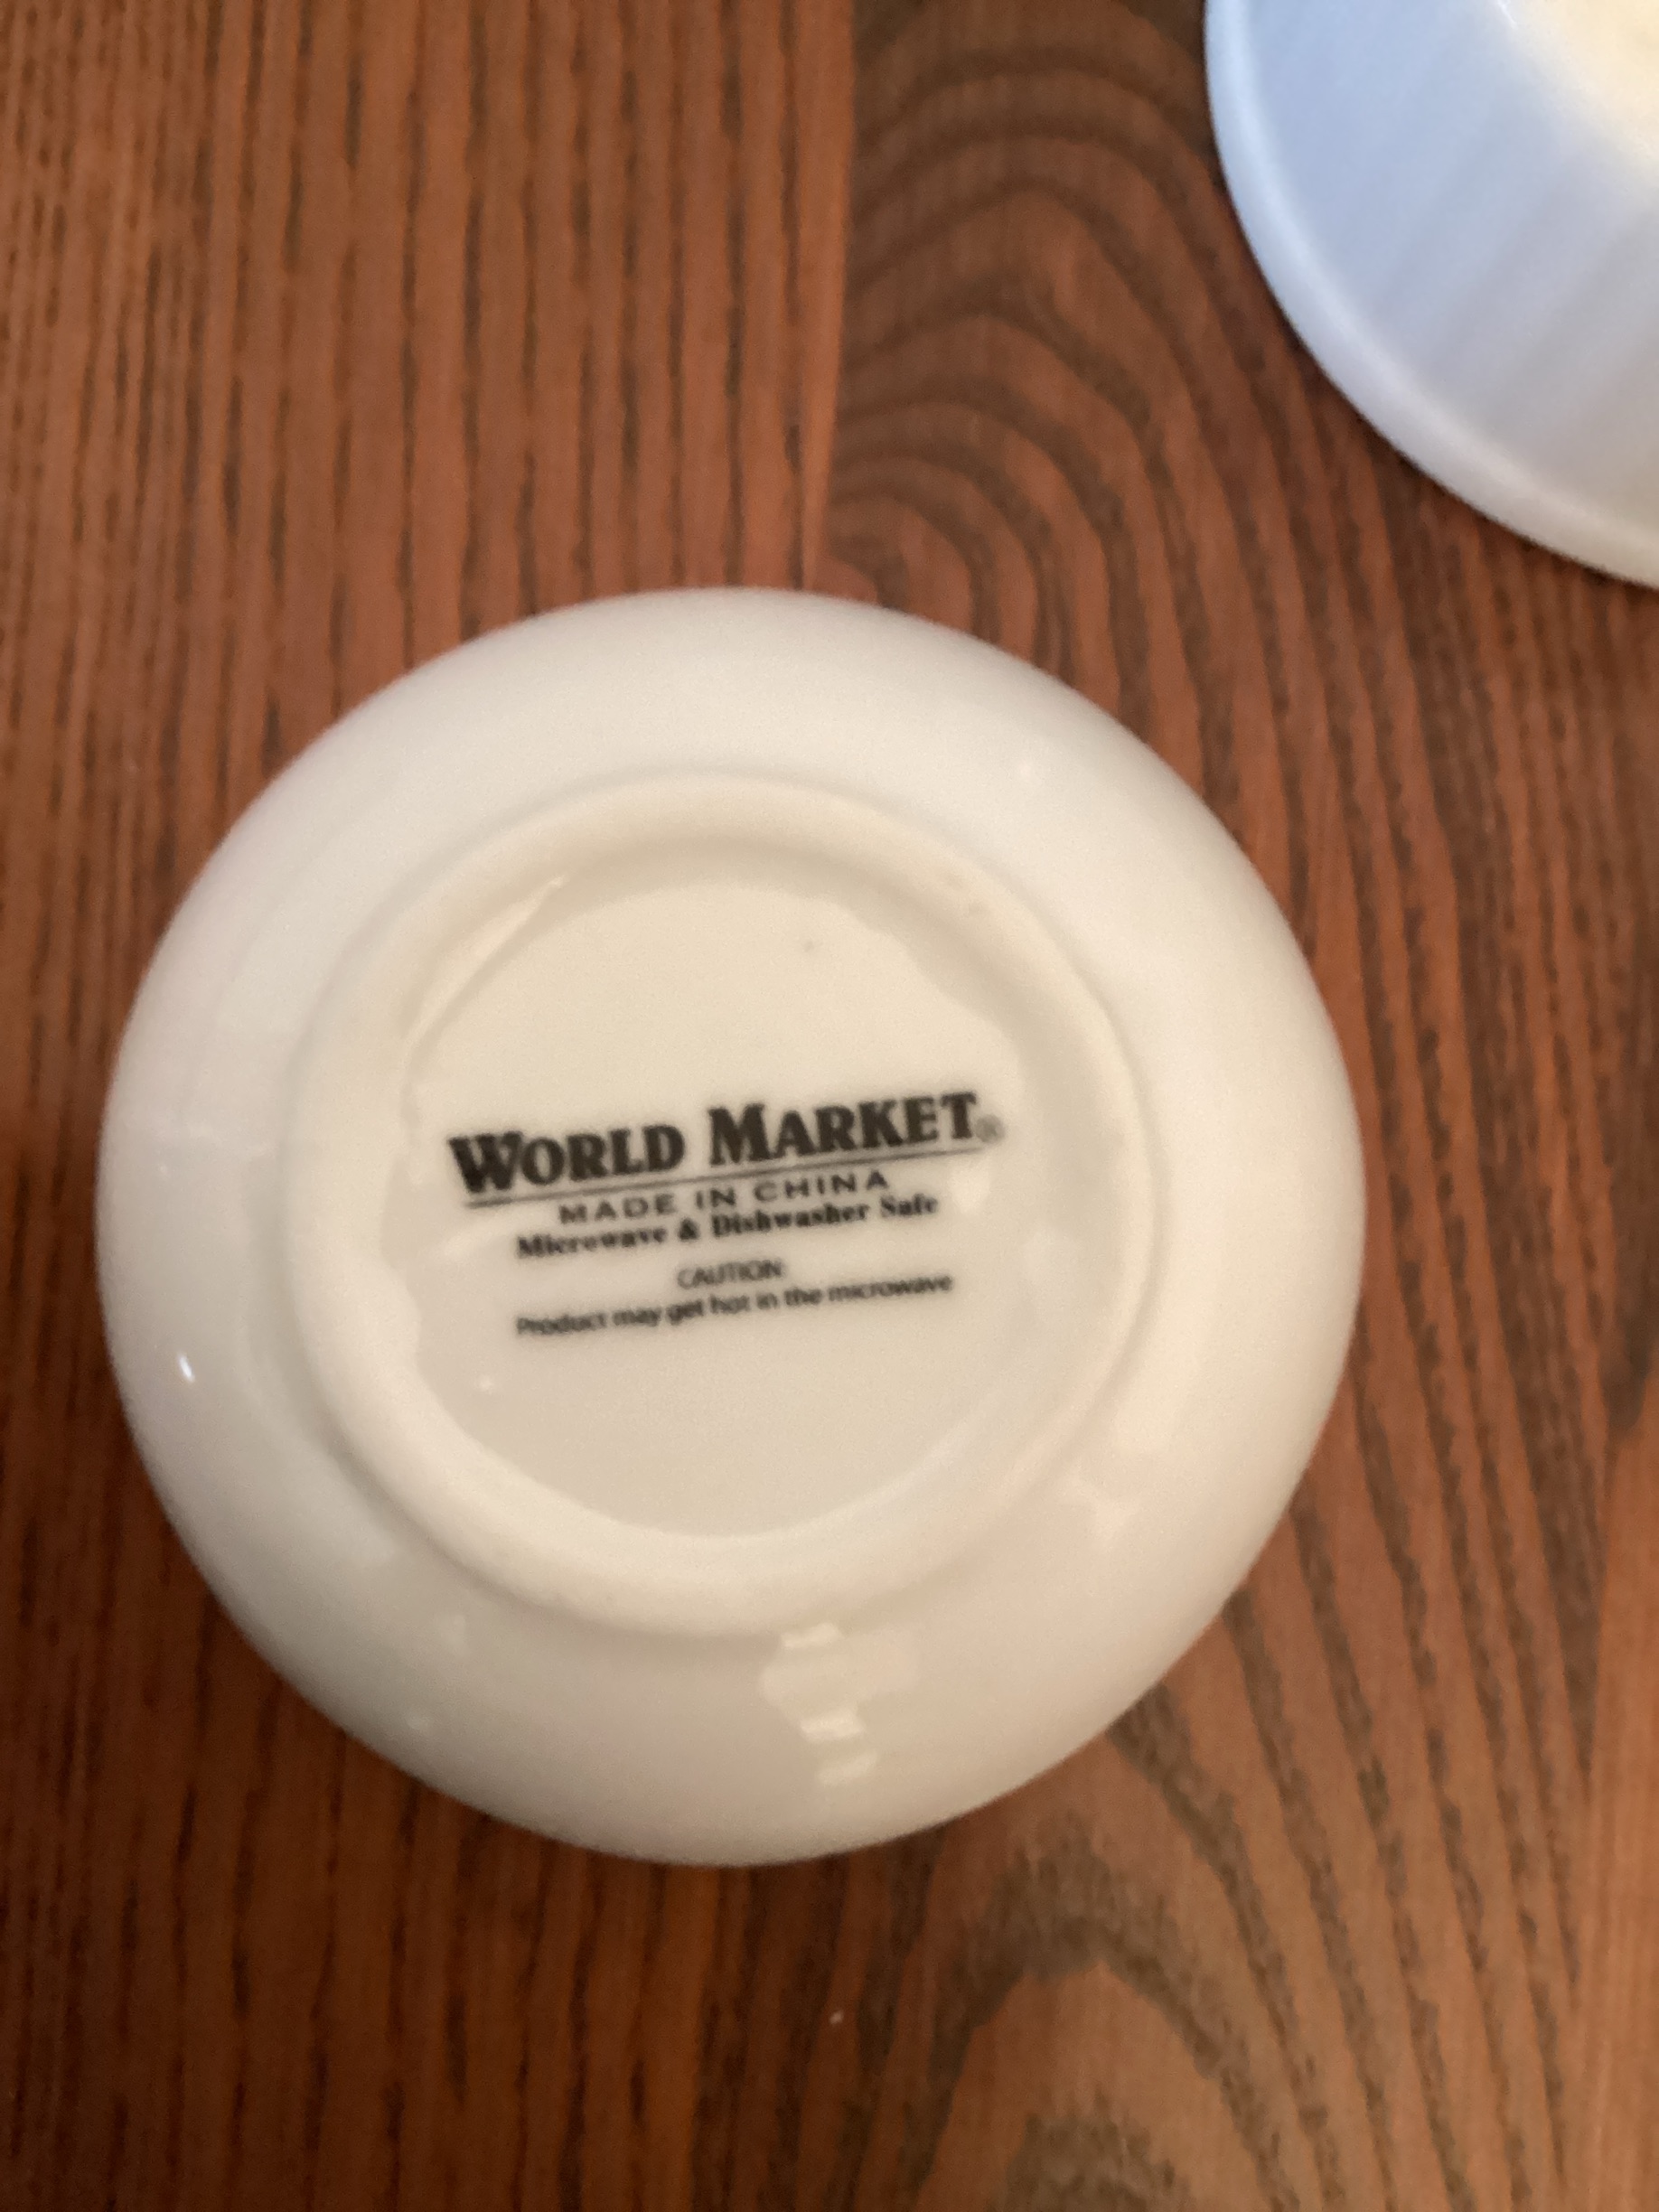 WORLD MARKET®
MADE IN CHINA
Microwave & Dishwasher Safe
CAUTION:
Product may get hot in the microwave